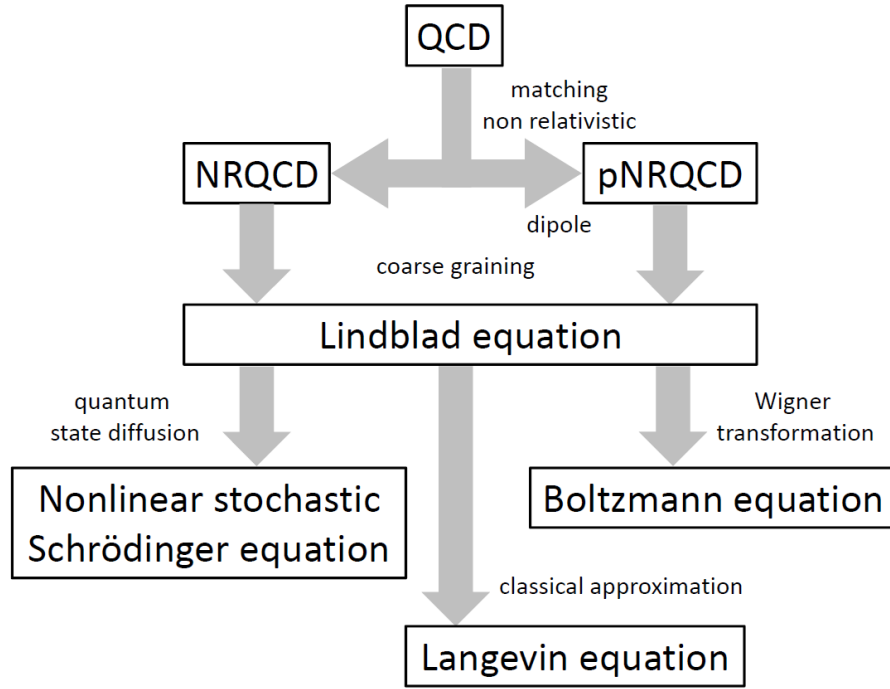 QCD
matching
non relativistic
NRQCD
pNRQCD
dipole
coarse graining
Lindblad equation
quantum
state diffusion
Wigner
transformation
Nonlinear stochastic
Schrödinger equation
Boltzmann equation
classical approximation
Langevin equation